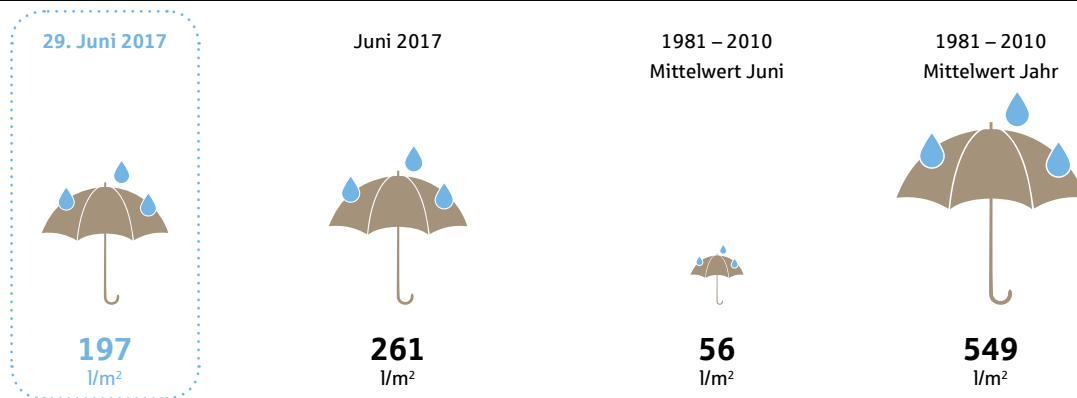 29. Juni 2017
197
l/m²
Juni 2017
261
l/m²
1981 – 2010
Mittelwert Juni
56
l/m²
1981 – 2010
Mittelwert Jahr
549
l/m²